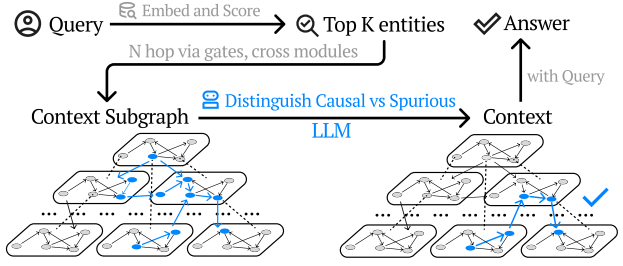 Query
Embed and Score
Top K entities
Answer
N hop via gates, cross modules
with Query
Context Subgraph
Distinguish Causal vs Spurious
LLM
Context